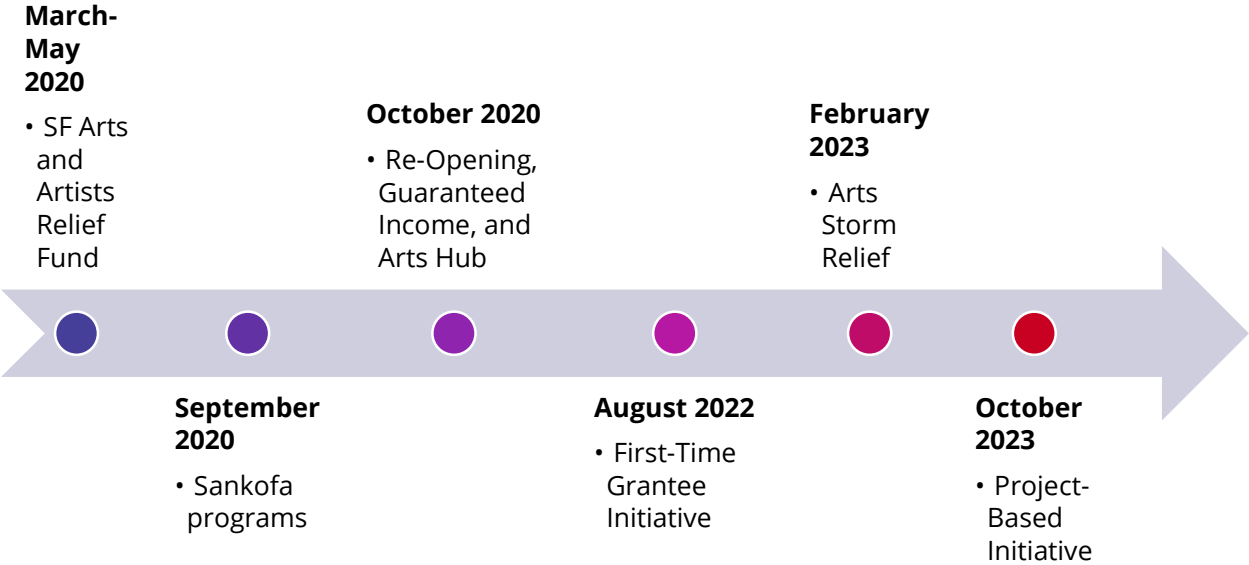 March-
May
2020
• SF Arts
and
Artists
Relief
Fund
September
2020
• Sankofa
programs
October 2020
• Re-Opening,
Guaranteed
Income, and
Arts Hub
August 2022
• First-Time
Grantee
Initiative
February
2023
• Arts
Storm
Relief
October
2023
• Project-
Based
Initiative